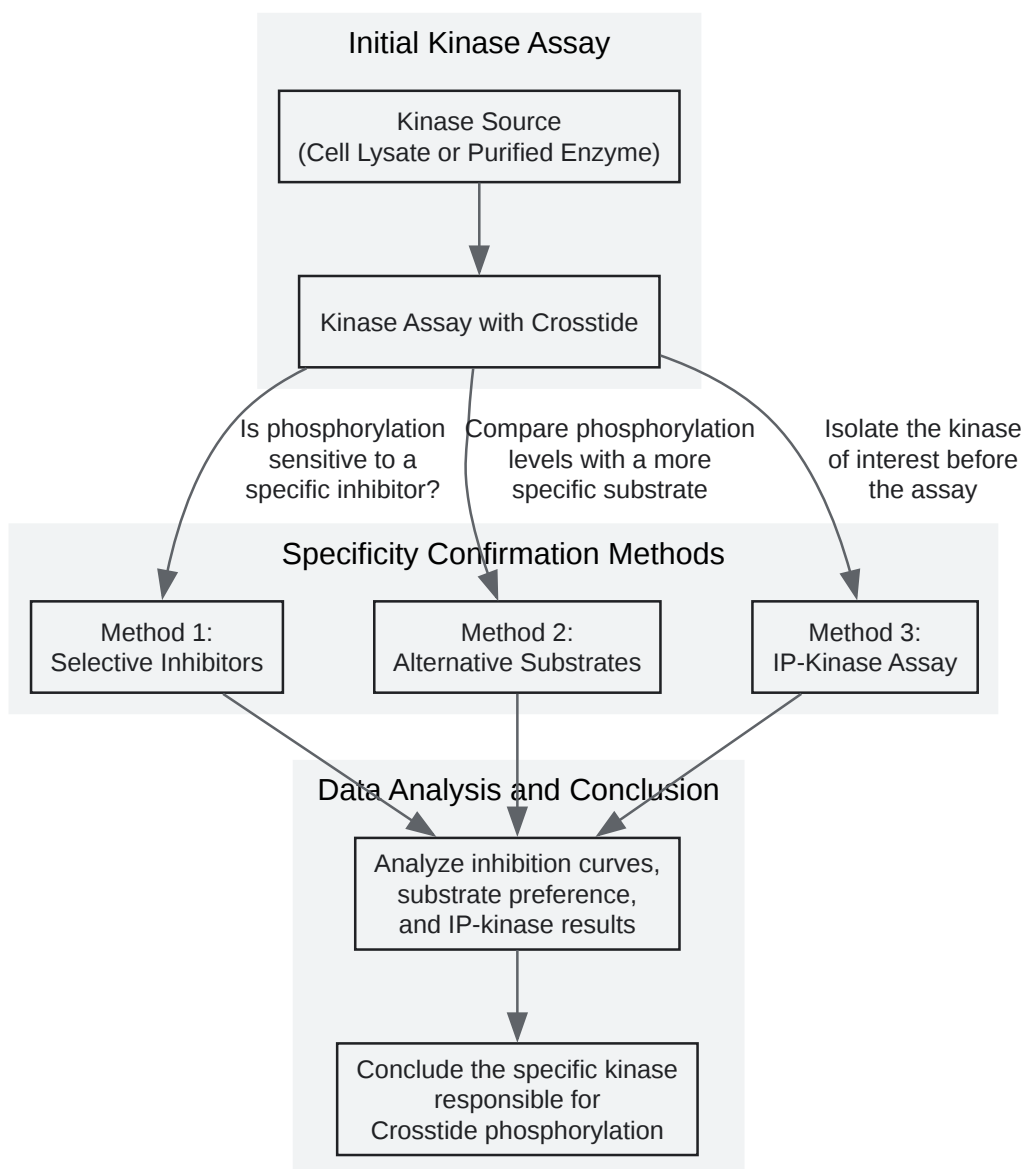 Initial Kinase Assay
Kinase Source
(Cell Lysate or Purified Enzyme)
Kinase Assay with Crosstide
Is phosphorylation
sensitive to a
specific inhibitor?
Compare phosphorylation
levels with a more
specific substrate
Isolate the kinase
of interest before
the assay
Specificity Confirmation Methods
Method 1:
Selective Inhibitors
Method 2:
Alternative Substrates
Method 3:
IP-Kinase Assay
Data Analysis and Conclusion
Analyze inhibition curves,
substrate preference,
and IP-kinase results
Conclude the specific kinase
responsible for
Crosstide phosphorylation